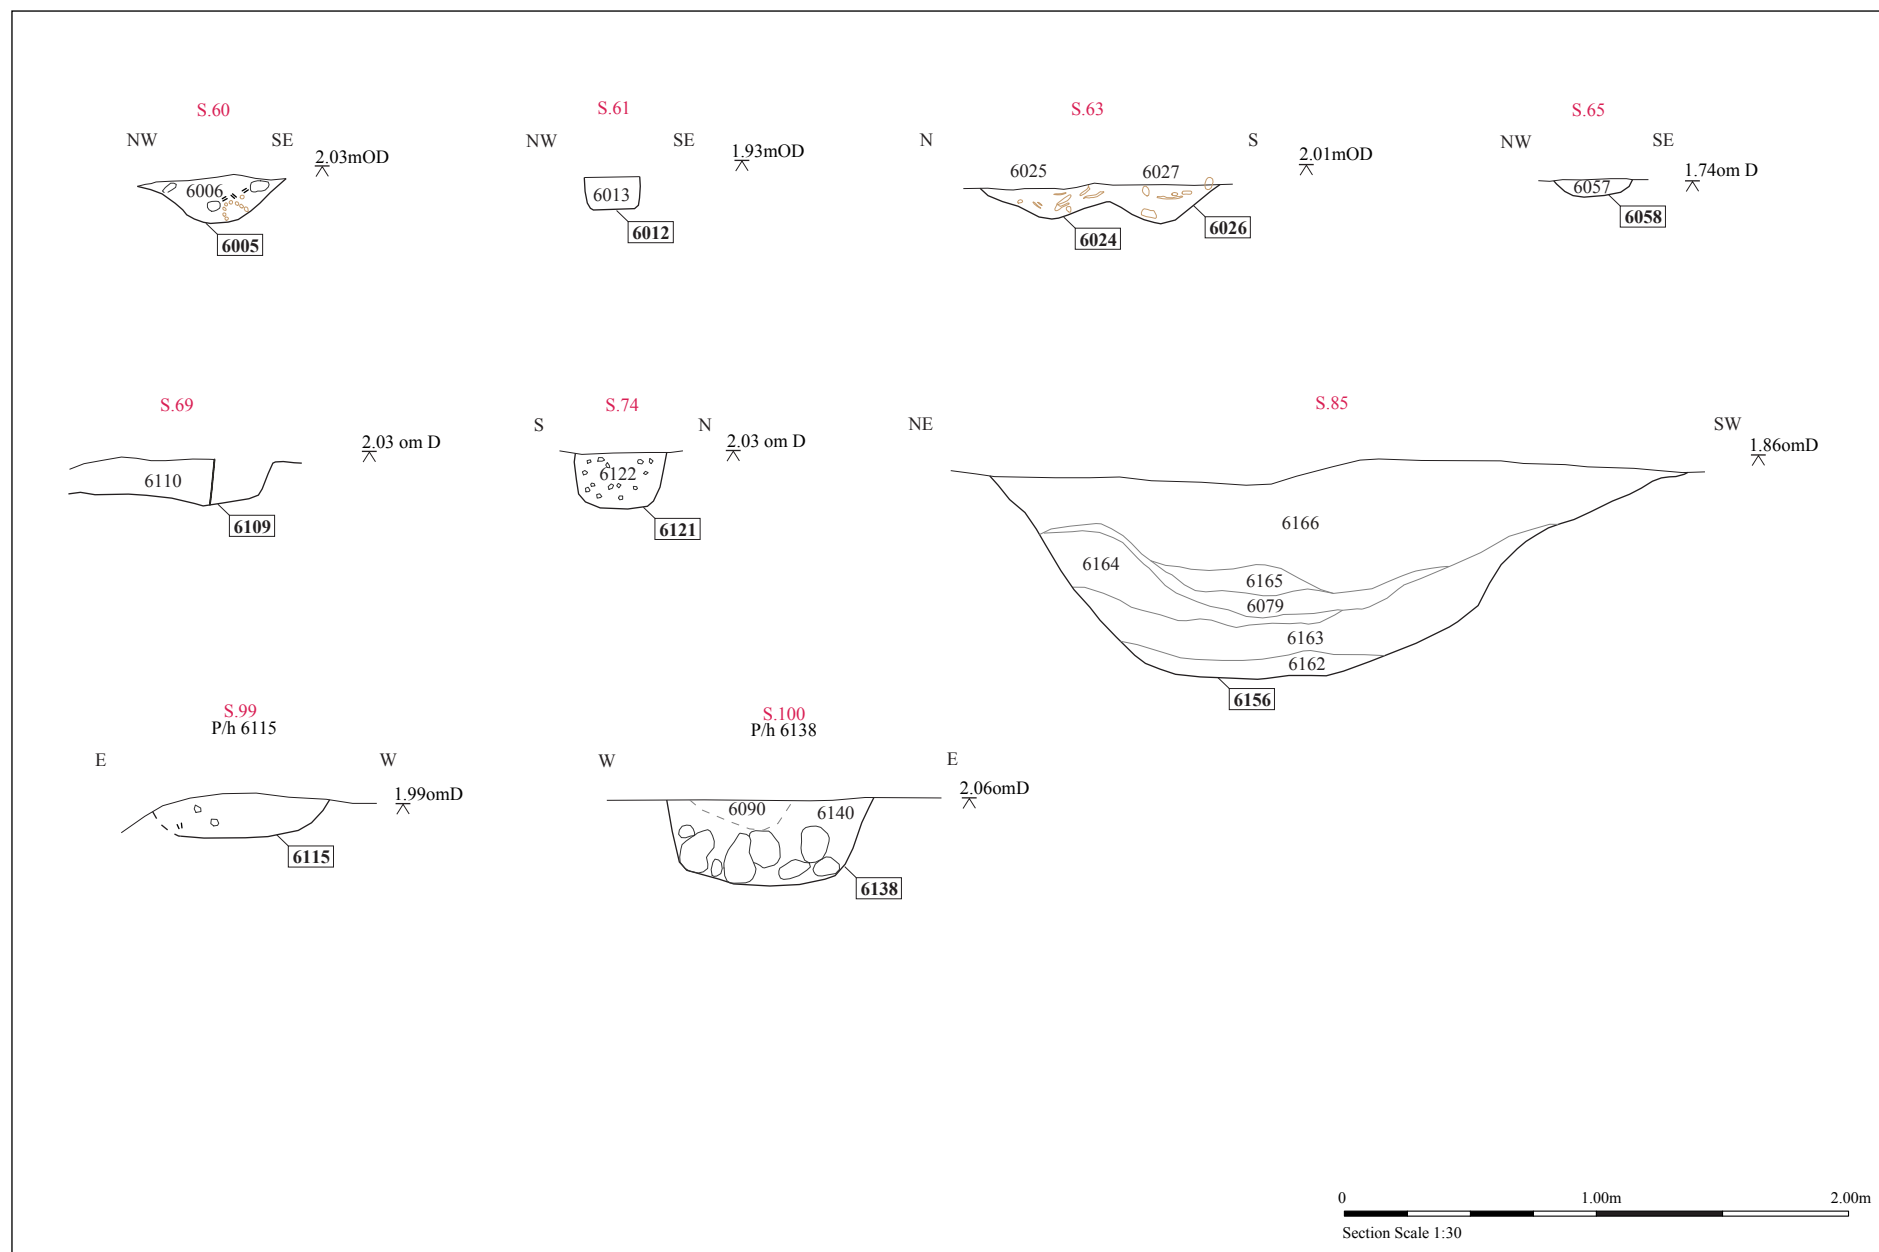 S.60
NW SE
2.03mOD
6006
6005
S.61
NW SE
1.93mOD
6013
6012
S.63
N S
2.01mOD
6025 6027
6024
6026
S.65
NW SE
1.74om D
6057
6058
S.69
2.03 om D
6110
6109
S.74
S N
2.03 om D
6122
6121
S.85
NE SW
1.86omD
6166
6164
6165
6079
6163
6162
6156
S.99
P/h 6115
E W
1.99omD
6115
S.100
P/h 6138
W E
2.06omD
6090
6140
6138
0 1.00m 2.00m
Section Scale 1:30